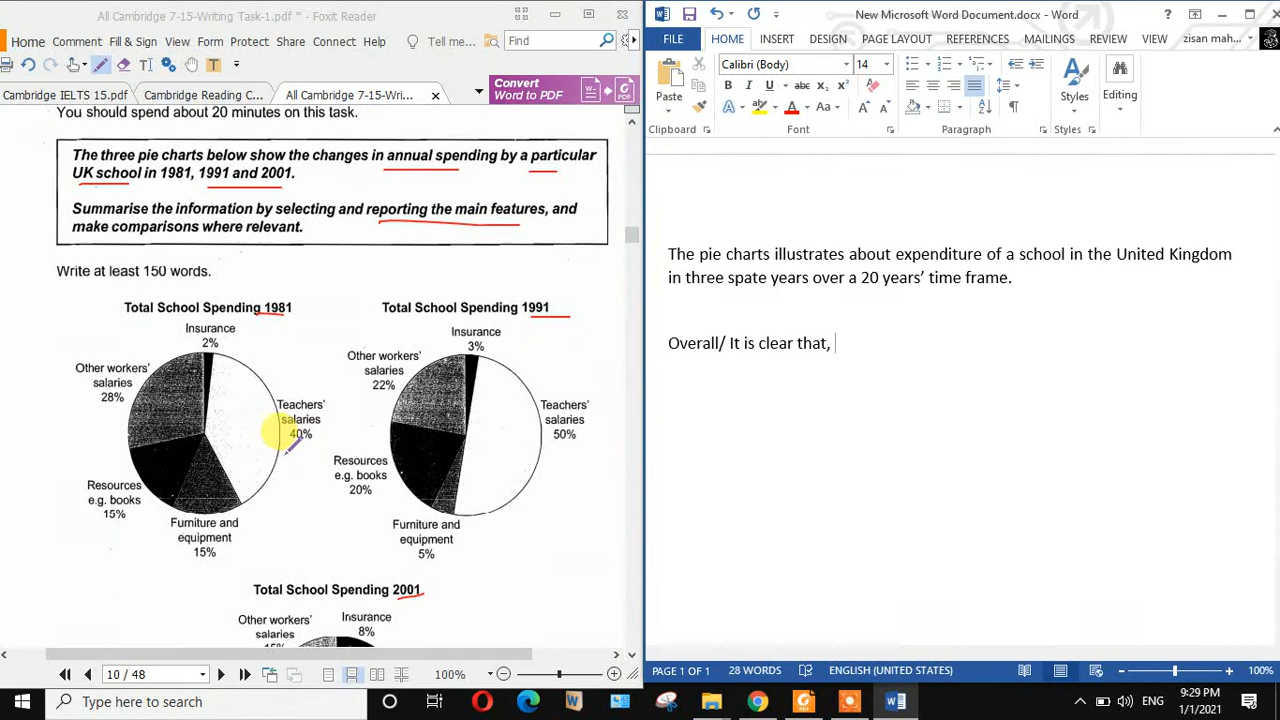 All Cambridge 7-15-Writing Task-1.pdf * - Foxit Reader
Home Comment Fill & Sign View Form Protect Share Connect Help Tell me... Find
Convert
Word to PDF
Cambridge IELTS 15.pdf
Cambridge Reading
All Cambridge 7-15-Wri...
You should spend about 20 minutes on this task.
The three pie charts below show the changes in annual spending by a particular
UK school in 1981, 1991 and 2001.
Summarise the information by selecting and reporting the main features, and
make comparisons where relevant.
Write at least 150 words.
Total School Spending 1981
Insurance
2%
Other workers'
salaries
28%
Teachers'
salaries
40%
Resources
e.g. books
15%
Furniture and
equipment
15%
Total School Spending 1991
Insurance
3%
Other workers'
salaries
22%
Teachers'
salaries
50%
Resources
e.g. books
20%
Furniture and
equipment
5%
Total School Spending 2001
Other workers'
salaries
Insurance
8%
10 / 48
100%
New Microsoft Word Document.docx - Word
FILE HOME INSERT DESIGN PAGE LAYOUT REFERENCES MAILINGS REVIEW VIEW zisan mah...
Paste
Calibri (Body) 14
B I U abc X₂ X²
A ab A Aa A A
Styles
Editing
Clipboard Font Paragraph Styles
The pie charts illustrates about expenditure of a school in the United Kingdom
in three spate years over a 20 years' time frame.
Overall/ It is clear that,
PAGE 1 OF 1 28 WORDS ENGLISH (UNITED STATES) 100%
Type here to search
ENG
9:29 PM
1/1/2021